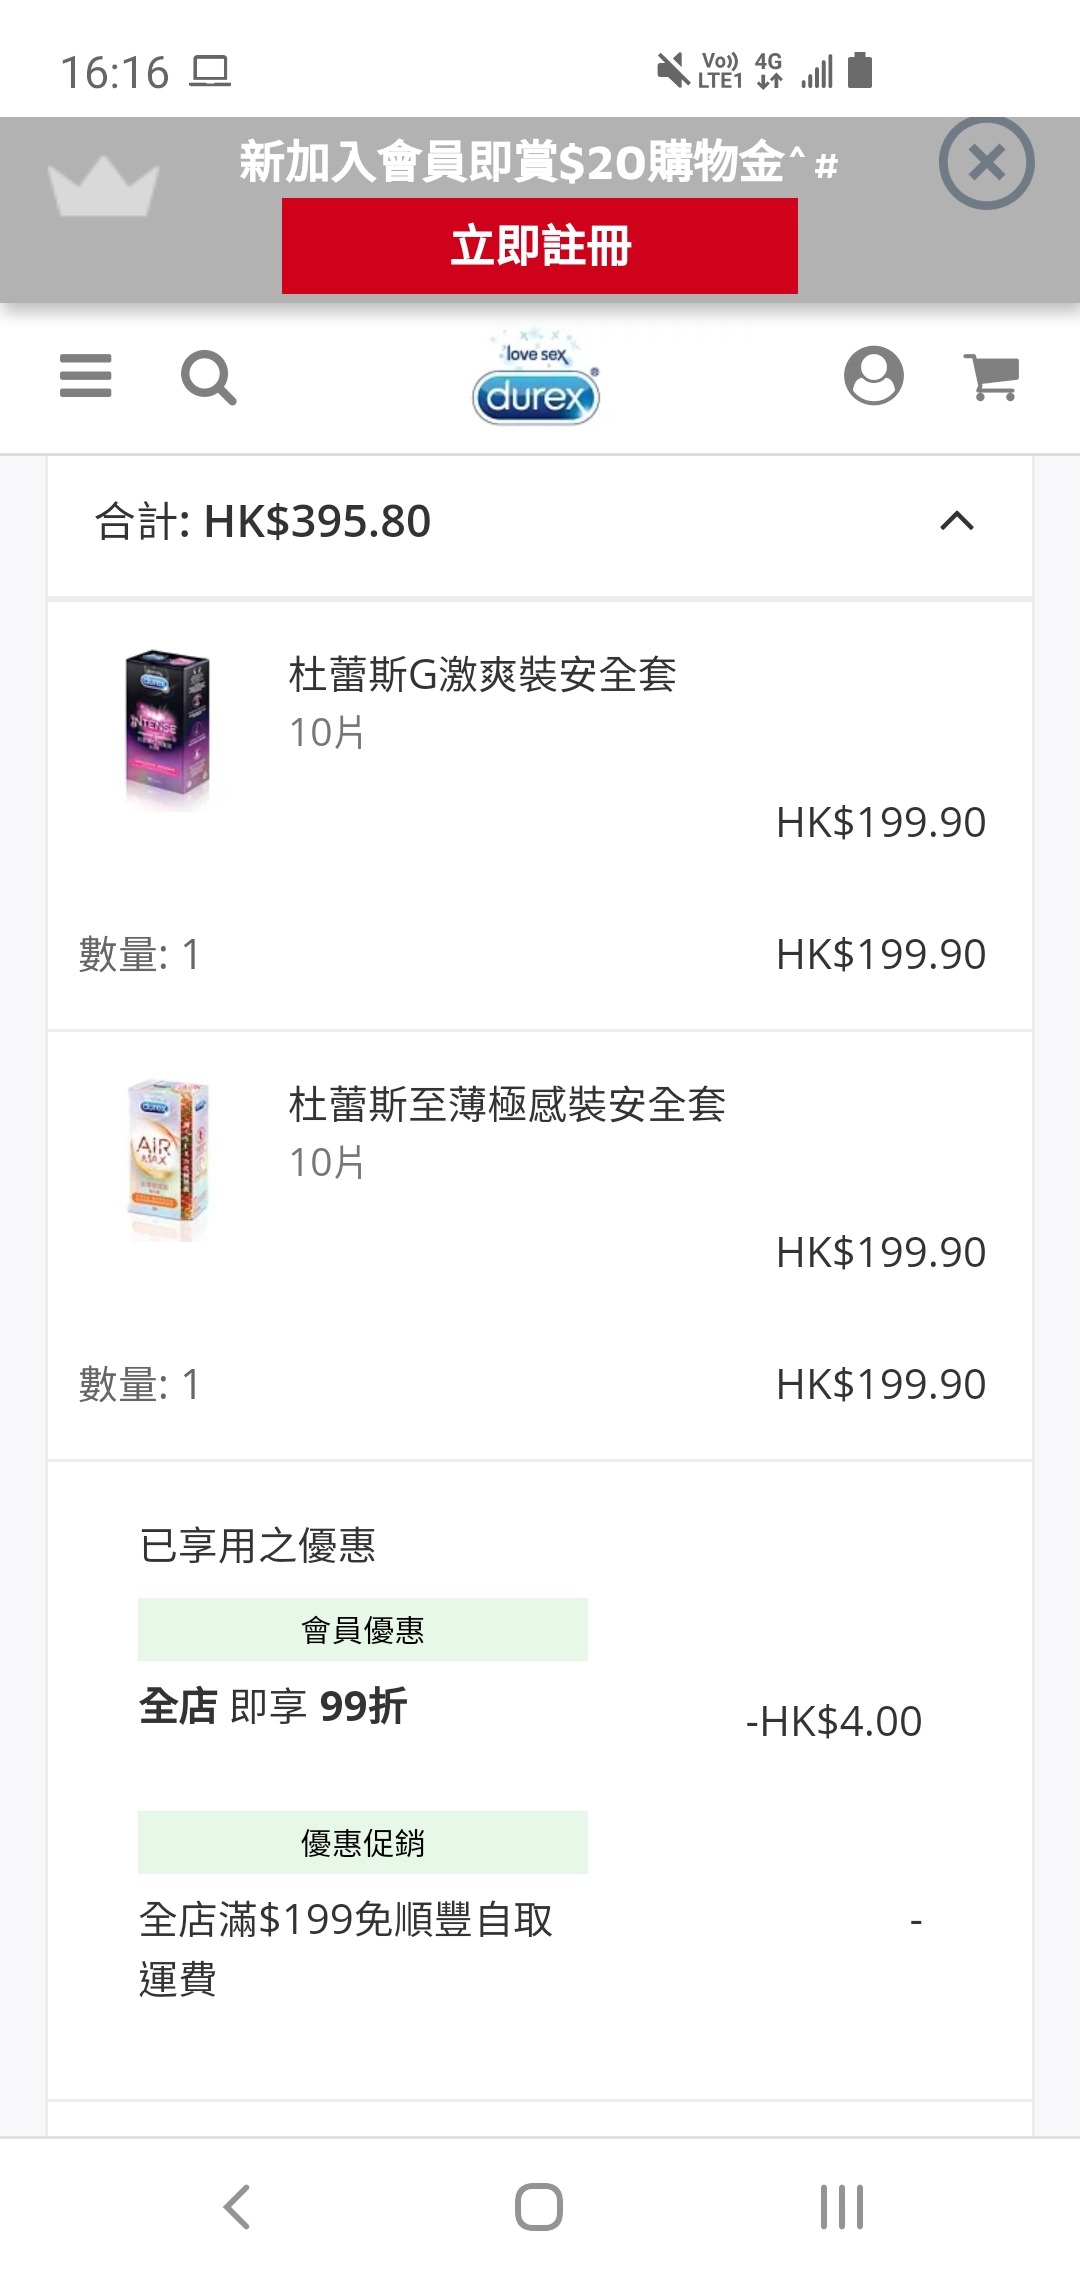 16:16
Vo)) 4G
LTE1
新加入會員即賞$20購物金^ #
立即註冊
love sex
durex
合計: HK$395.80
durex
INTENSE
杜蕾斯G激爽裝安全套
10片
HK$199.90
數量: 1
HK$199.90
durex
AiR
MAX
杜蕾斯至薄極感裝安全套
10片
HK$199.90
數量: 1
HK$199.90
已享用之優惠
會員優惠
全店 即享 99折
-HK$4.00
優惠促銷
全店滿$199免順豐自取
運費
-